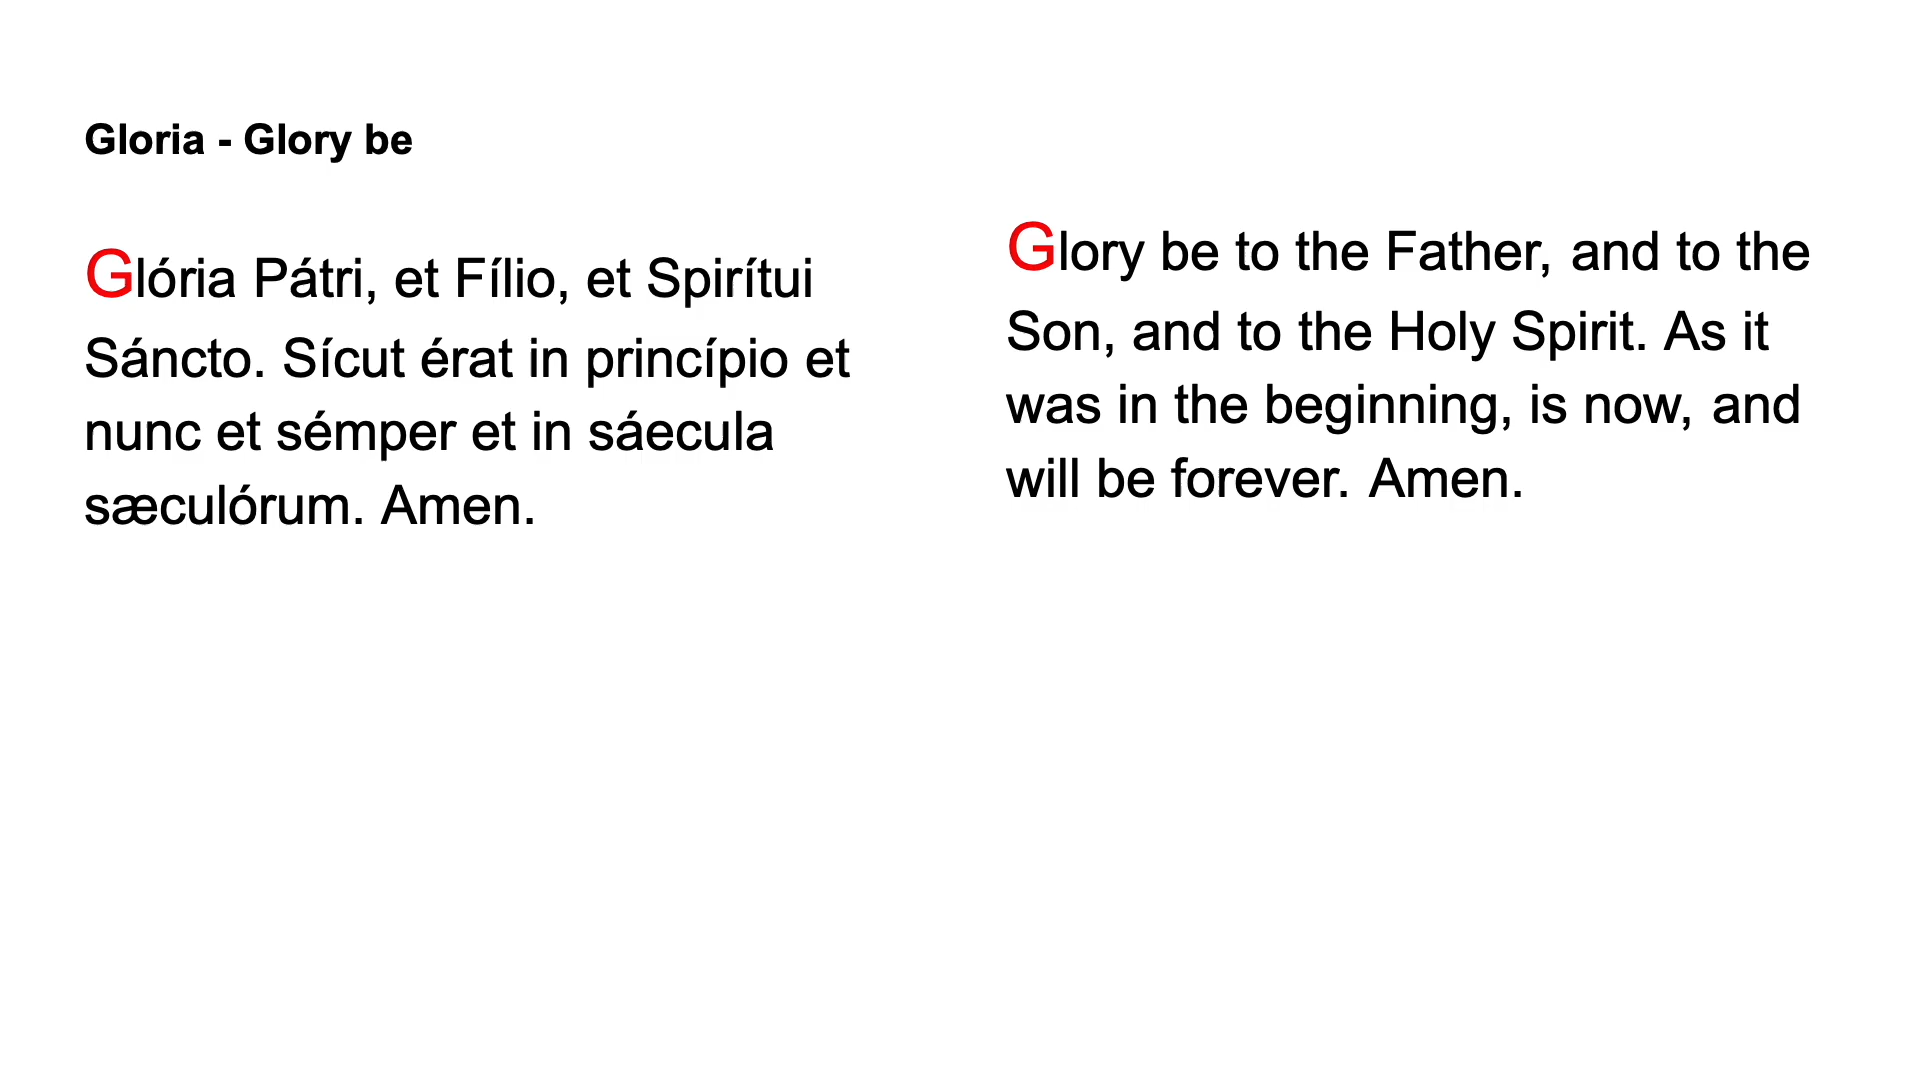 Gloria - Glory be
Glória Pátri, et Fílio, et Spirítui
Sáncto. Sícut érat in princípio et
nunc et sémper et in sáecula
sæculórum. Amen.
Glory be to the Father, and to the
Son, and to the Holy Spirit. As it
was in the beginning, is now, and
will be forever. Amen.